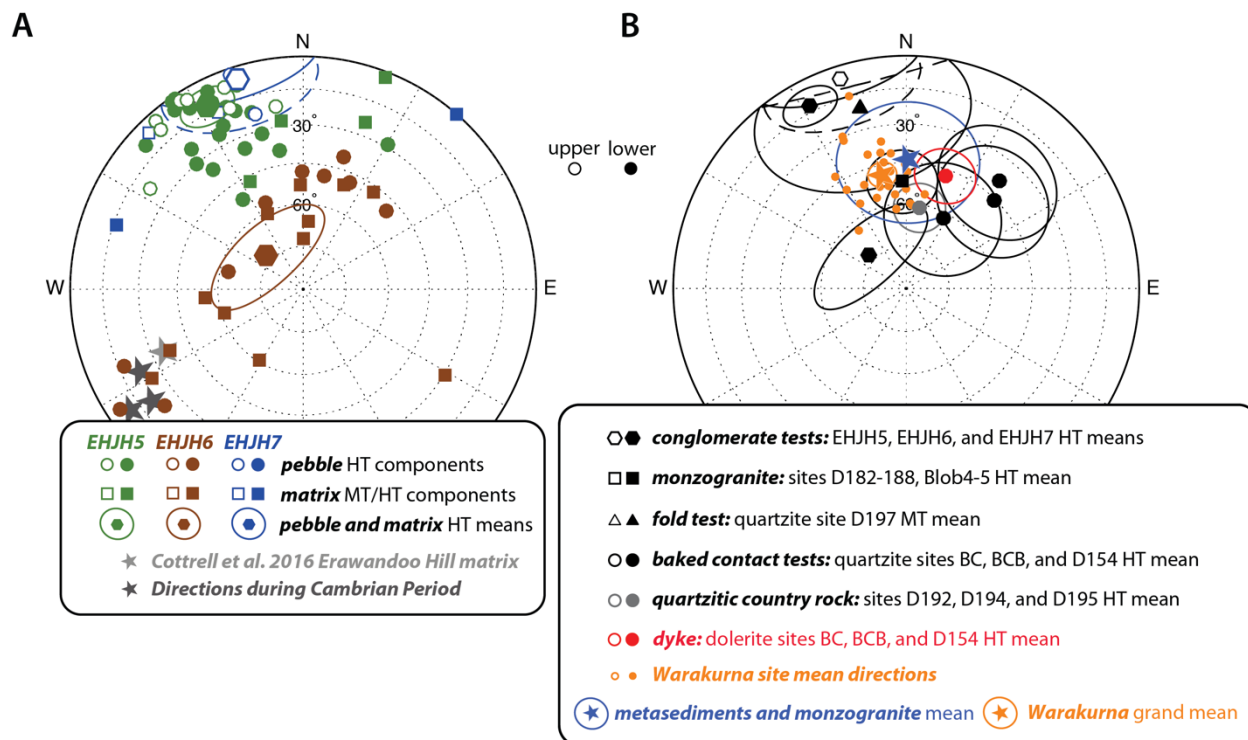 A
B
N
N
30°
30°
60°
60°
W
E
W
E
upper lower
EHJH5 EHJH6 EHJH7
pebble HT components
matrix MT/HT components
pebble and matrix HT means
Cottrell et al. 2016 Erawandoo Hill matrix
Directions during Cambrian Period
conglomerate tests: EHJH5, EHJH6, and EHJH7 HT means
monzogranite: sites D182-188, Blob4-5 HT mean
fold test: quartzite site D197 MT mean
baked contact tests: quartzite sites BC, BCB, and D154 HT mean
quartzitic country rock: sites D192, D194, and D195 HT mean
dyke: dolerite sites BC, BCB, and D154 HT mean
Warakurna site mean directions
metasediments and monzogranite mean
Warakurna grand mean